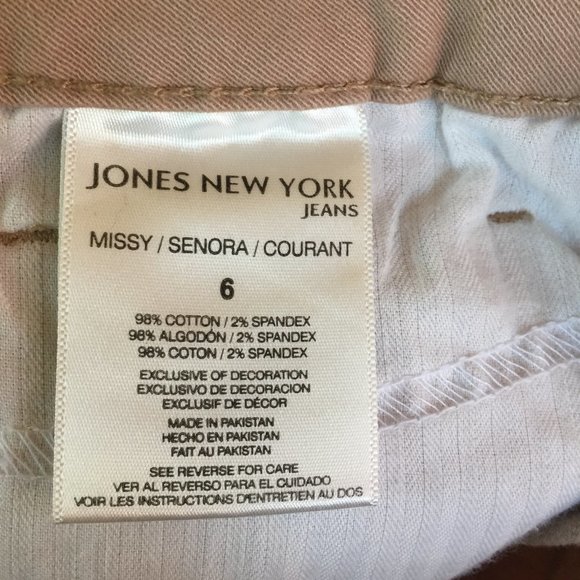 JONES NEW YORK
JEANS
MISSY / SENORA / COURANT
6
98% COTTON / 2% SPANDEX
98% ALGODÓN / 2% SPANDEX
98% COTON / 2% SPANDEX
EXCLUSIVE OF DECORATION
EXCLUSIVO DE DECORACION
EXCLUSIF DE DÉCOR
MADE IN PAKISTAN
HECHO EN PAKISTAN
FAIT AU PAKISTAN
SEE REVERSE FOR CARE
VER AL REVERSO PARA EL CUIDADO
VOIR LES INSTRUCTIONS D'ENTRETIEN AU DOS